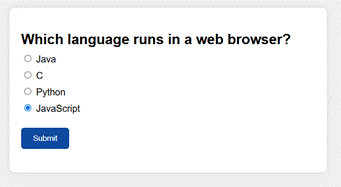 Which language runs in a web browser?
Java
C
Python
JavaScript
Submit